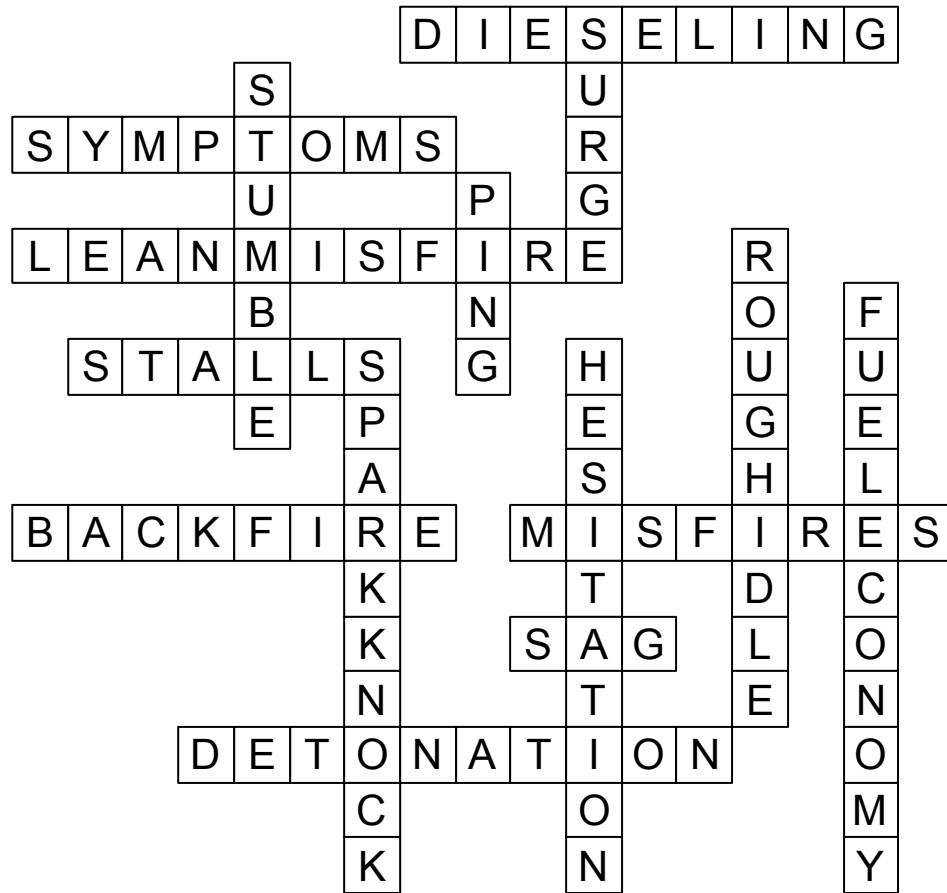 DIESELING
SURGE
STUMBLE
SYMPTOMS
PING
LEANMISFIRE
ROUGHIDLE
FUELECONOMY
STALLS
SPARKKNOCK
HESITATION
BACKFIRE
MISFIRES
SAG
DETONATION